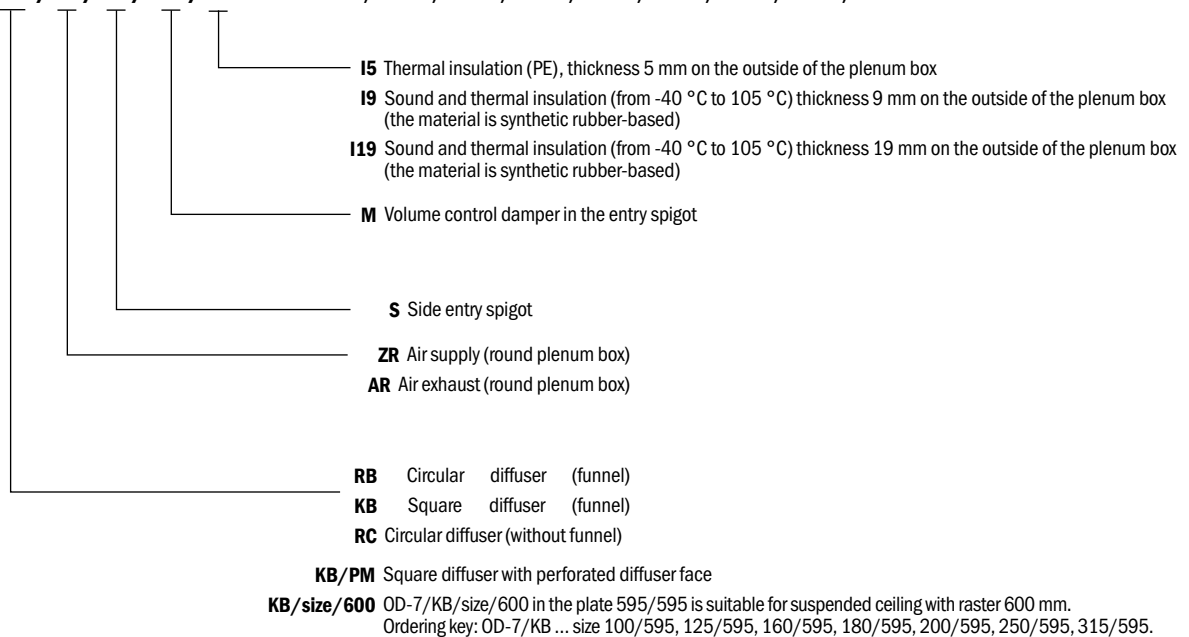 I5 Thermal insulation (PE), thickness 5 mm on the outside of the plenum box
I9 Sound and thermal insulation (from -40 °C to 105 °C) thickness 9 mm on the outside of the plenum box
(the material is synthetic rubber-based)
I19 Sound and thermal insulation (from -40 °C to 105 °C) thickness 19 mm on the outside of the plenum box
(the material is synthetic rubber-based)
M Volume control damper in the entry spigot
S Side entry spigot
ZR Air supply (round plenum box)
AR Air exhaust (round plenum box)
RB Circular diffuser (funnel)
KB Square diffuser (funnel)
RC Circular diffuser (without funnel)
KB/PM Square diffuser with perforated diffuser face
KB/size/600 OD-7/KB/size/600 in the plate 595/595 is suitable for suspended ceiling with raster 600 mm.
Ordering key: OD-7/KB ... size 100/595, 125/595, 160/595, 180/595, 200/595, 250/595, 315/595.